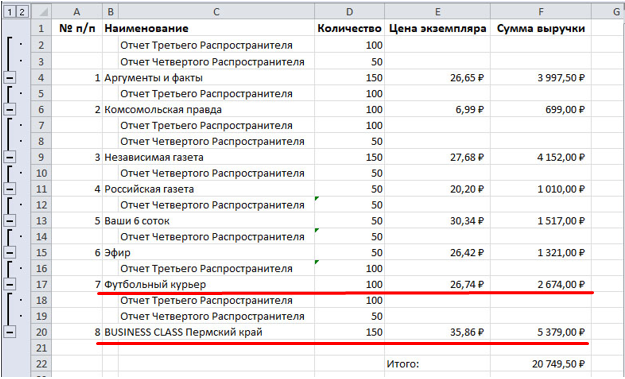 1 2 A B C D E F G
1 № п/п Наименование Количество Цена экземпляра Сумма выручки
2 Отчет Третьего Распространителя 100
3 Отчет Четвертого Распространителя 50
4 1 Аргументы и факты 150 26,65 ₽ 3 997,50 ₽
5 Отчет Третьего Распространителя 100
6 2 Комсомольская правда 100 6,99 ₽ 699,00 ₽
7 Отчет Третьего Распространителя 100
8 Отчет Четвертого Распространителя 50
9 3 Независимая газета 150 27,68 ₽ 4 152,00 ₽
10 Отчет Четвертого Распространителя 50
11 4 Российская газета 50 20,20 ₽ 1 010,00 ₽
12 Отчет Четвертого Распространителя 50
13 5 Ваши 6 соток 50 30,34 ₽ 1 517,00 ₽
14 Отчет Четвертого Распространителя 50
15 6 Эфир 50 26,42 ₽ 1 321,00 ₽
16 Отчет Третьего Распространителя 100
17 7 Футбольный курьер 100 26,74 ₽ 2 674,00 ₽
18 Отчет Третьего Распространителя 100
19 Отчет Четвертого Распространителя 50
20 8 BUSINESS CLASS Пермский край 150 35,86 ₽ 5 379,00 ₽
21
22 Итого: 20 749,50 ₽